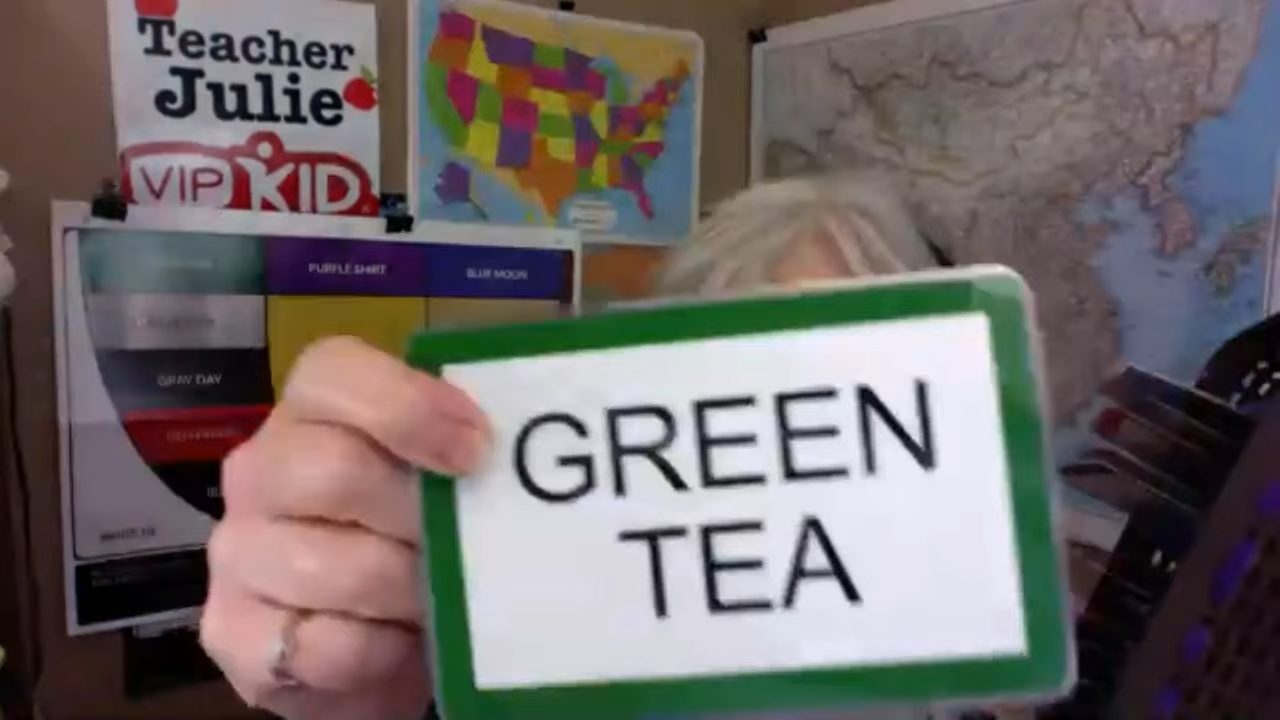 Teacher
Julie
VIPKID
PURPLE SHIRT
BLUE MOON
GRAY DAY
GREEN
TEA